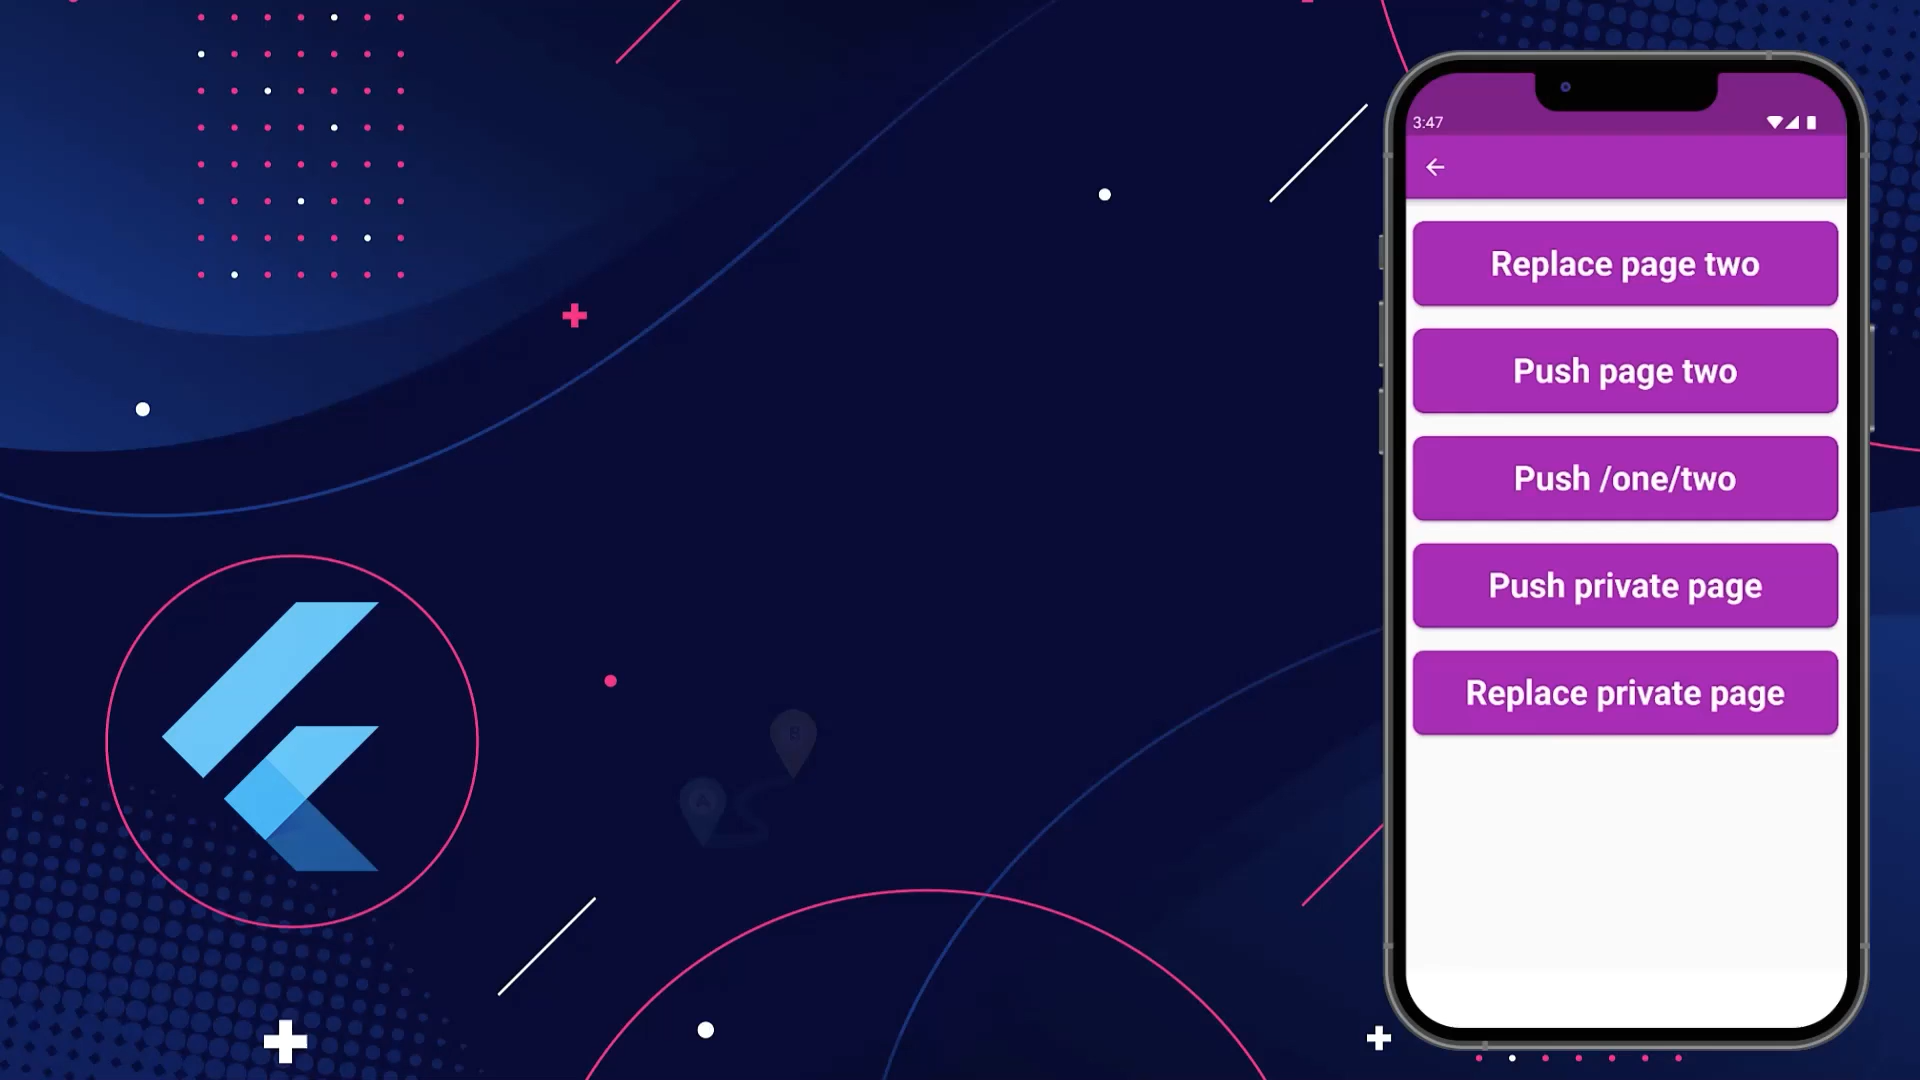 3:47
Replace page two
Push page two
Push /one/two
Push private page
Replace private page
B
A